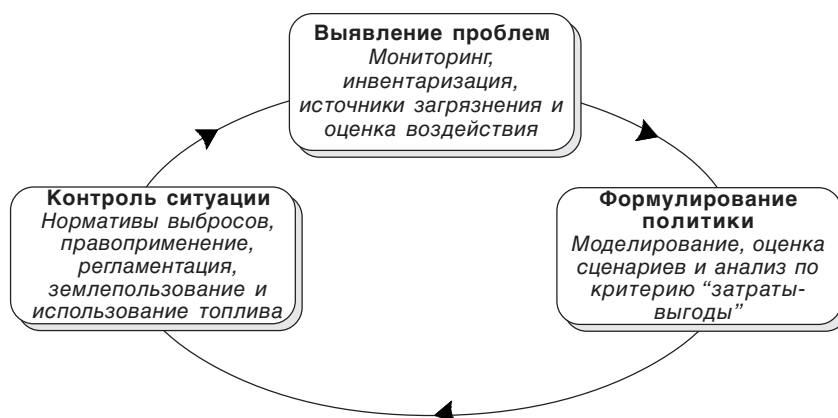 Выявление проблем
Мониторинг,
инвентаризация,
источники загрязнения и
оценка воздействия
Контроль ситуации
Нормативы выбросов,
правоприменение,
регламентация,
землепользование и
использование топлива
Формулирование
политики
Моделирование, оценка
сценариев и анализ по
критерию “затраты-
выгоды”